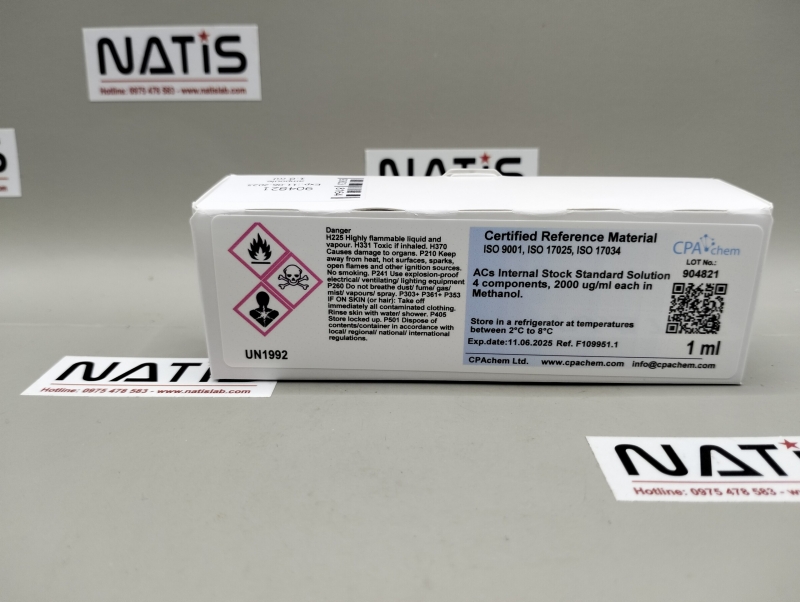 NATIS
Hotline: 0975 478 583 - www.natislab.com
S
NATIS
904921
Danger
H225 Highly flammable liquid and
vapour. H331 Toxic if inhaled. H370
Causes damage to organs. P210 Keep
away from heat, hot surfaces, sparks,
open flames and other ignition sources.
No smoking. P241 Use explosion-proof
electrical/ ventilating/ lighting equipment
P260 Do not breathe dust/ fume/ gas/
mist/ vapours/ spray. P303+ P361+ P353
IF ON SKIN (or hair): Take off
immediately all contaminated clothing.
Rinse skin with water/ shower. P405
Store locked up. P501 Dispose of
contents/container in accordance with
local/ regional/ national/ international
regulations.
UN1992
Certified Reference Material
ISO 9001, ISO 17025, ISO 17034
CPAchem
LOT No.:
904821
ACs Internal Stock Standard Solution
4 components, 2000 ug/ml each in
Methanol.
Store in a refrigerator at temperatures
between 2°C to 8°C
Exp.date:11.06.2025 Ref. F109951.1
1 ml
CPAchem Ltd. www.cpachem.com info@cpachem.com
NATIS
Hotline: 0975 478 583 - www.natislab.com
NATIS
Hotline: 0975 478 583 -